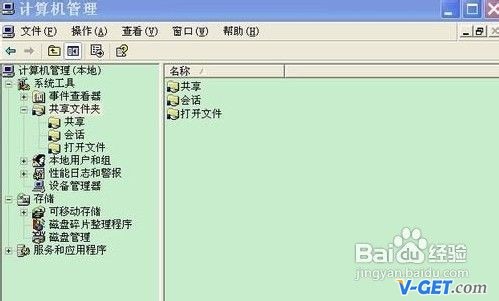 计算机管理
文件(F) 操作(A) 查看(V) 窗口(W) 帮助(H)
计算机管理(本地)
系统工具
事件查看器
共享文件夹
共享
会话
打开文件
本地用户和组
性能日志和警报
设备管理器
存储
可移动存储
磁盘碎片整理程序
磁盘管理
服务和应用程序
名称
共享
会话
打开文件
Baidu 经验
jingyan.baidu.com
V-GET.com